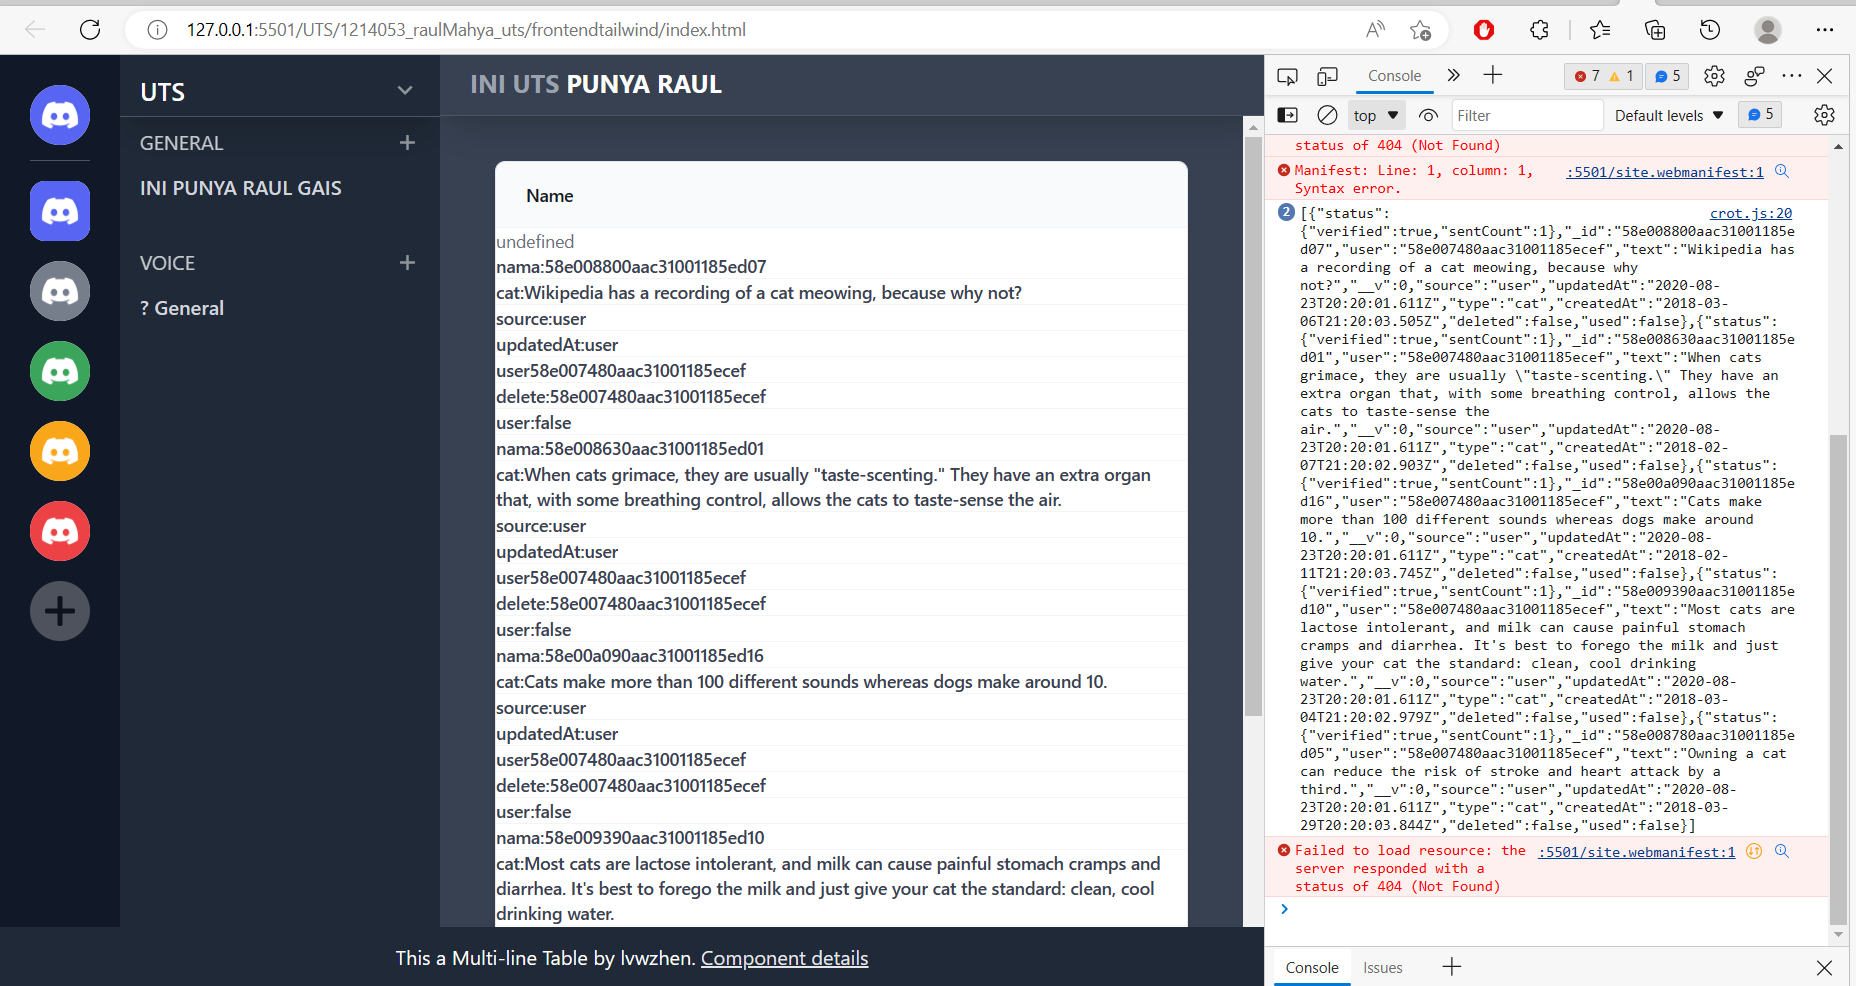 127.0.0.1:5501/UTS/1214053_raulMahya_uts/frontendtailwind/index.html
UTS
GENERAL
INI PUNYA RAUL GAIS
VOICE
? General
INI UTS PUNYA RAUL
Name
undefined
nama:58e008800aac31001185ed07
cat:Wikipedia has a recording of a cat meowing, because why not?
source:user
updatedAt:user
user58e007480aac31001185ecef
delete:58e007480aac31001185ecef
user:false
nama:58e008630aac31001185ed01
cat:When cats grimace, they are usually "taste-scenting." They have an extra organ
that, with some breathing control, allows the cats to taste-sense the air.
source:user
updatedAt:user
user58e007480aac31001185ecef
delete:58e007480aac31001185ecef
user:false
nama:58e00a090aac31001185ed16
cat:Cats make more than 100 different sounds whereas dogs make around 10.
source:user
updatedAt:user
user58e007480aac31001185ecef
delete:58e007480aac31001185ecef
user:false
nama:58e009390aac31001185ed10
cat:Most cats are lactose intolerant, and milk can cause painful stomach cramps and
diarrhea. It's best to forego the milk and just give your cat the standard: clean, cool
drinking water.
This a Multi-line Table by lvwzhen. Component details
Console
7 1 5
top Filter Default levels 5
status of 404 (Not Found)
Manifest: Line: 1, column: 1, :5501/site.webmanifest:1
Syntax error.
2 [{"status": crot.js:20
{"verified":true,"sentCount":1},"_id":"58e008800aac31001185e
d07","user":"58e007480aac31001185ecef","text":"Wikipedia has
a recording of a cat meowing, because why
not?","__v":0,"source":"user","updatedAt":"2020-08-
23T20:20:01.611Z","type":"cat","createdAt":"2018-03-
06T21:20:03.505Z","deleted":false,"used":false},{"status":
{"verified":true,"sentCount":1},"_id":"58e008630aac31001185e
d01","user":"58e007480aac31001185ecef","text":"When cats
grimace, they are usually \"taste-scenting.\" They have an
extra organ that, with some breathing control, allows the
cats to taste-sense the
air.","__v":0,"source":"user","updatedAt":"2020-08-
23T20:20:01.611Z","type":"cat","createdAt":"2018-02-
07T21:20:02.903Z","deleted":false,"used":false},{"status":
{"verified":true,"sentCount":1},"_id":"58e00a090aac31001185e
d16","user":"58e007480aac31001185ecef","text":"Cats make
more than 100 different sounds whereas dogs make around
10.","__v":0,"source":"user","updatedAt":"2020-08-
23T20:20:01.611Z","type":"cat","createdAt":"2018-02-
11T21:20:03.745Z","deleted":false,"used":false},{"status":
{"verified":true,"sentCount":1},"_id":"58e009390aac31001185e
d10","user":"58e007480aac31001185ecef","text":"Most cats are
lactose intolerant, and milk can cause painful stomach
cramps and diarrhea. It's best to forego the milk and just
give your cat the standard: clean, cool drinking
water.","__v":0,"source":"user","updatedAt":"2020-08-
23T20:20:01.611Z","type":"cat","createdAt":"2018-03-
04T21:20:02.979Z","deleted":false,"used":false},{"status":
{"verified":true,"sentCount":1},"_id":"58e008780aac31001185e
d05","user":"58e007480aac31001185ecef","text":"Owning a cat
can reduce the risk of stroke and heart attack by a
third.","__v":0,"source":"user","updatedAt":"2020-08-
23T20:20:01.611Z","type":"cat","createdAt":"2018-03-
29T20:20:03.844Z","deleted":false,"used":false}]
Failed to load resource: the :5501/site.webmanifest:1
server responded with a
status of 404 (Not Found)
Console Issues